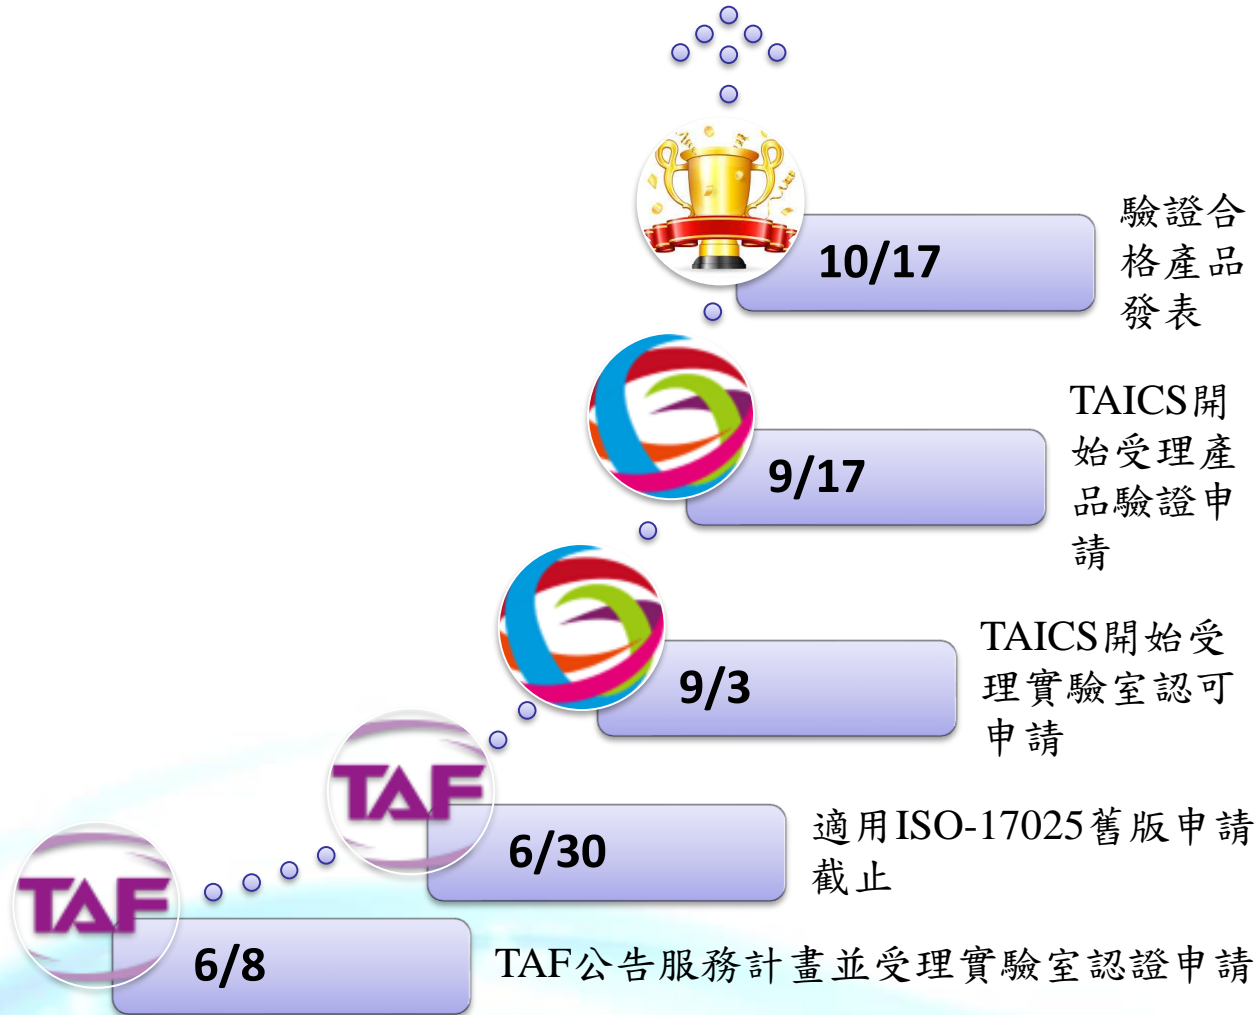 10/17
驗證合
格產品
發表
9/17
TAICS開
始受理產
品驗證申
請
9/3
TAICS開始受
理實驗室認可
申請
TAF
6/30
適用ISO-17025舊版申請
截止
TAF
6/8
TAF公告服務計畫並受理實驗室認證申請